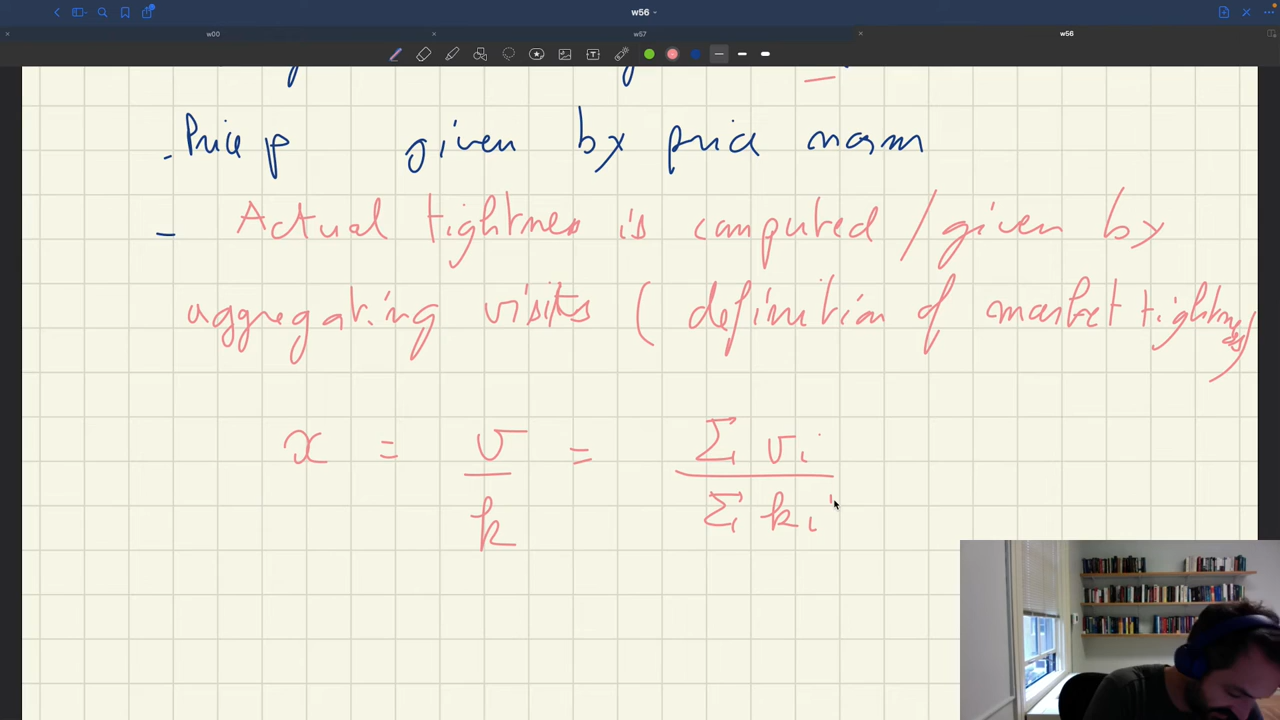 w56
w00
w57
w56
- Price p given by price norm
- Actual tightness is computed / given by
aggregating visits ( definition of market tightness)
x = v / k = Σ vi / Σ ki